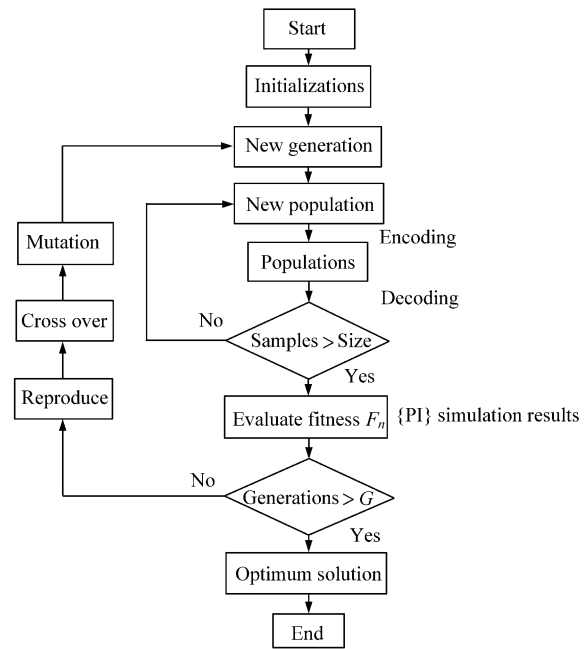 Start
Initializations
New generation
New population
Mutation
Encoding
Populations
Decoding
Cross over
No
Samples > Size
Yes
Reproduce
Evaluate fitness Fn
{PI} simulation results
No
Generations > G
Yes
Optimum solution
End